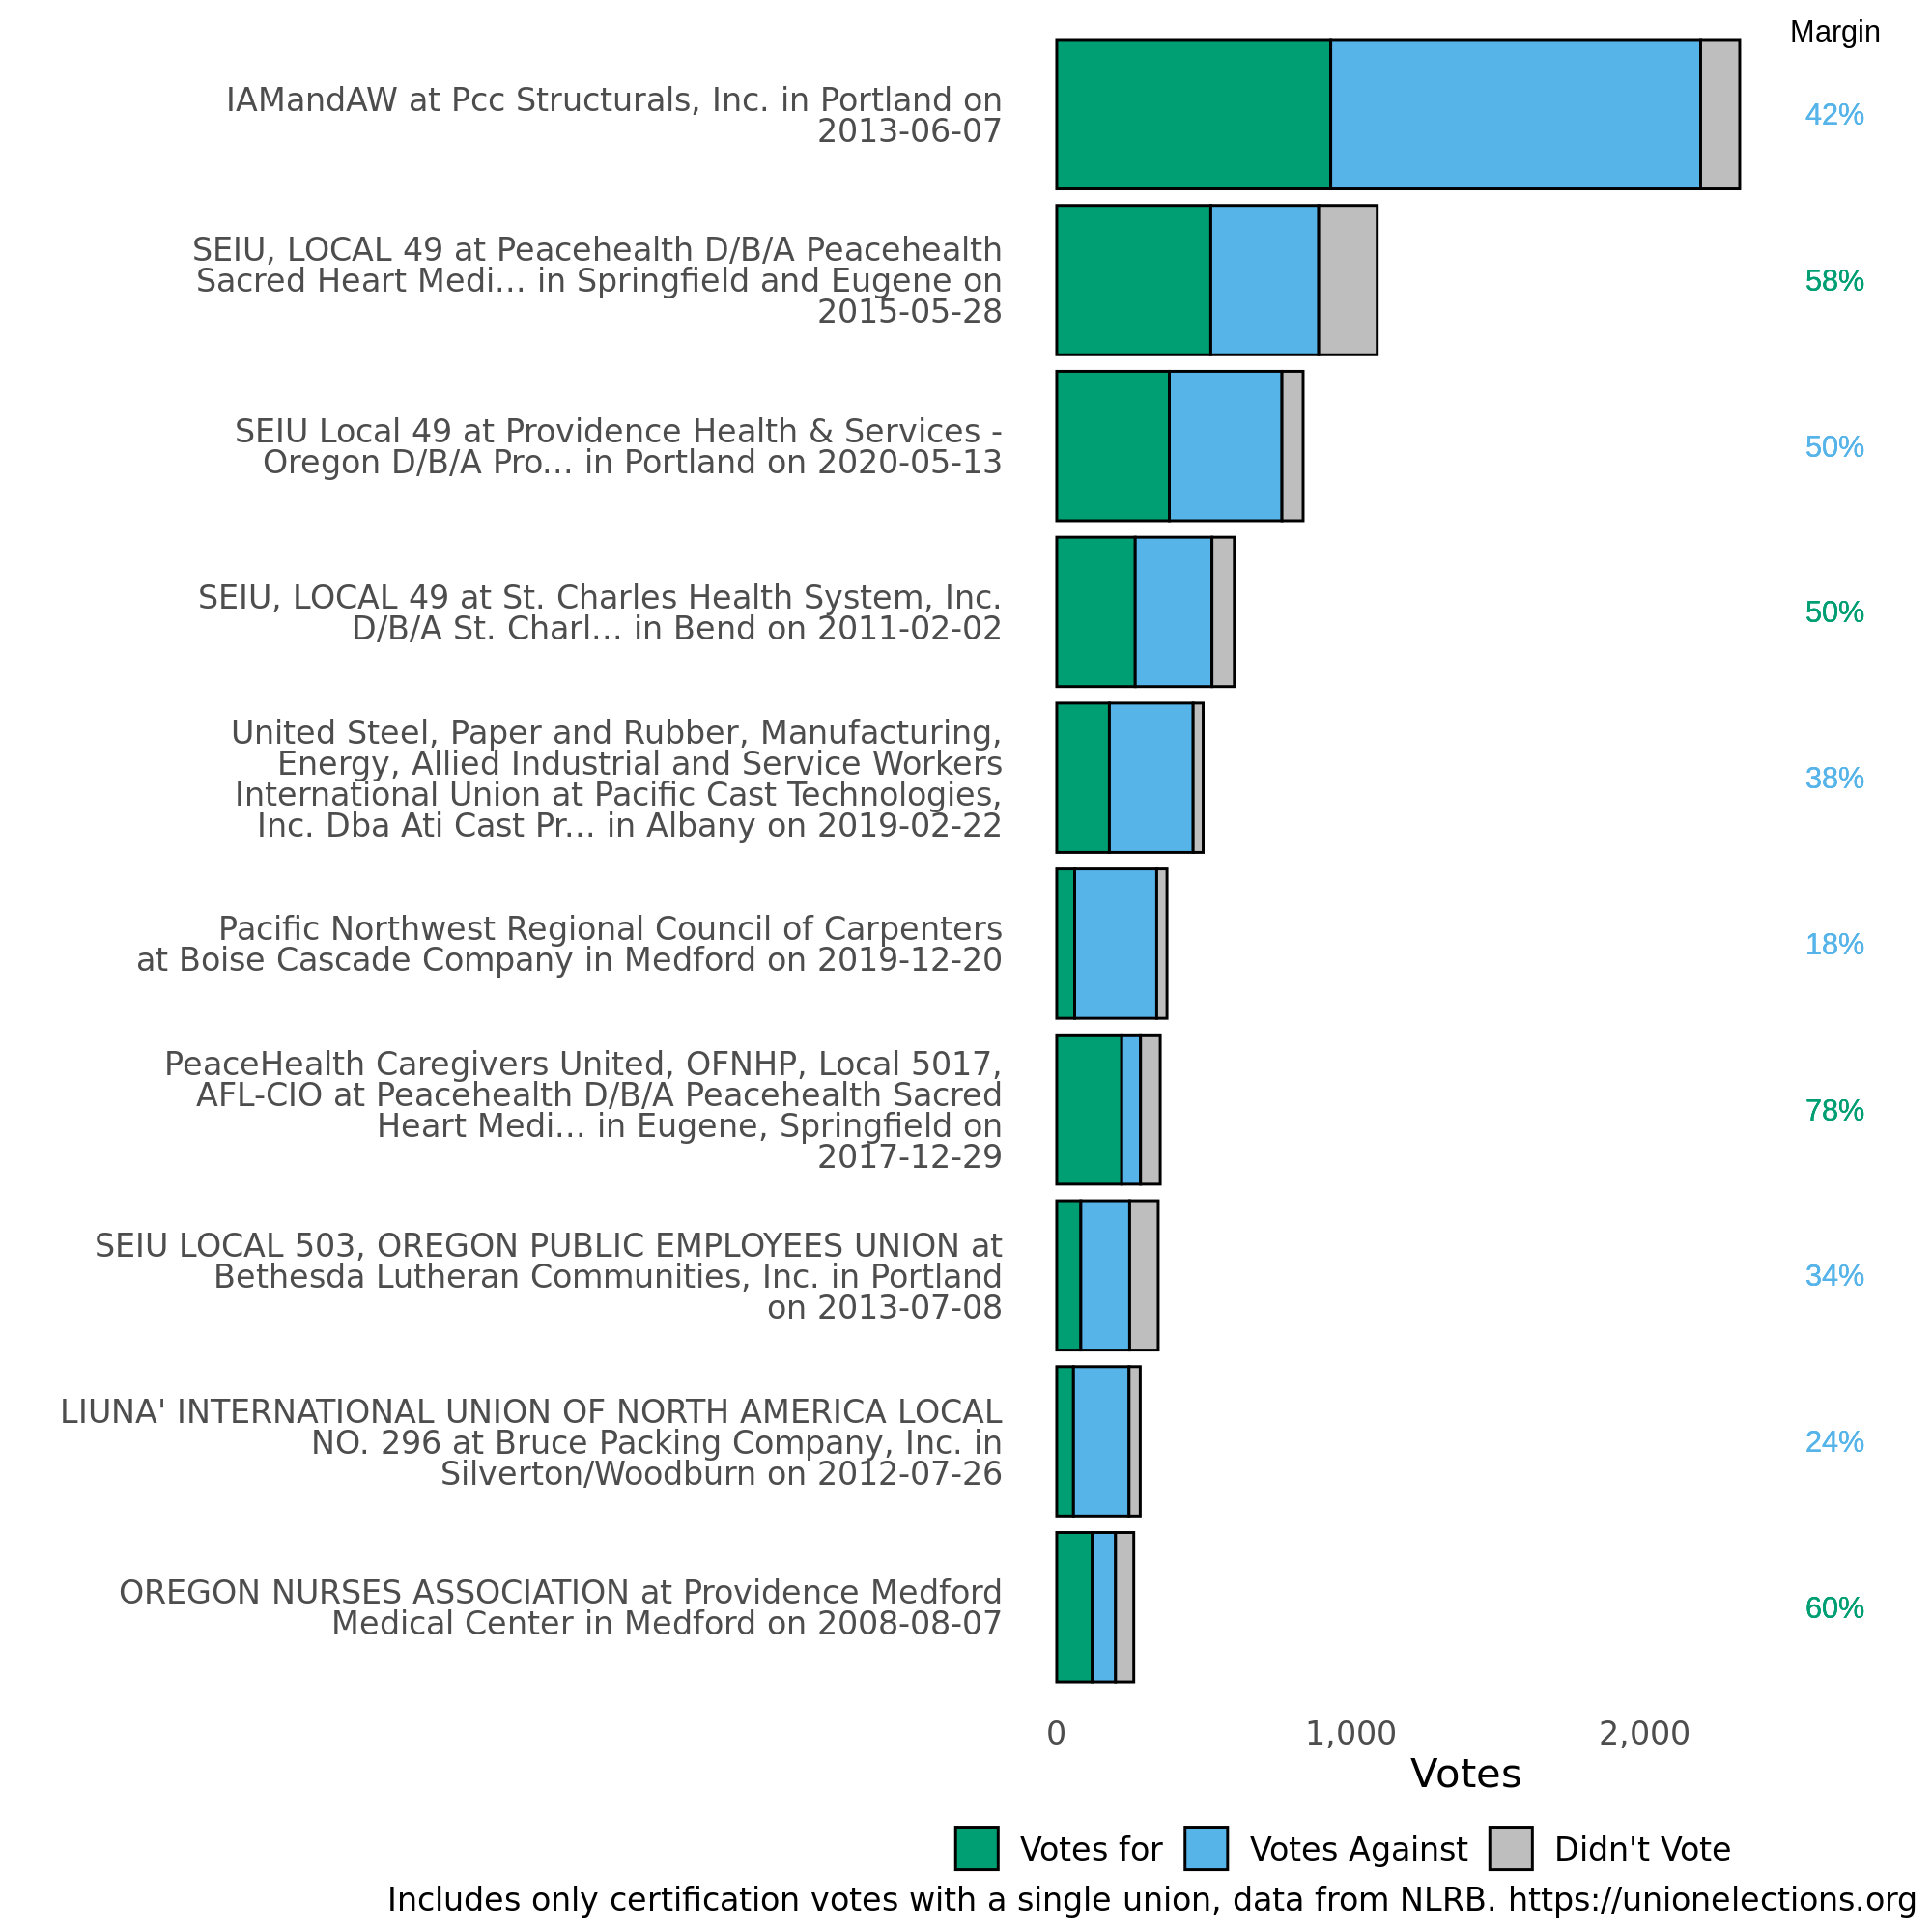 Margin
IAMandAW at Pcc Structurals, Inc. in Portland on
2013-06-07
42%
SEIU, LOCAL 49 at Peacehealth D/B/A Peacehealth
Sacred Heart Medi... in Springfield and Eugene on
2015-05-28
58%
SEIU Local 49 at Providence Health & Services -
Oregon D/B/A Pro... in Portland on 2020-05-13
50%
SEIU, LOCAL 49 at St. Charles Health System, Inc.
D/B/A St. Charl... in Bend on 2011-02-02
50%
United Steel, Paper and Rubber, Manufacturing,
Energy, Allied Industrial and Service Workers
International Union at Pacific Cast Technologies,
Inc. Dba Ati Cast Pr... in Albany on 2019-02-22
38%
Pacific Northwest Regional Council of Carpenters
at Boise Cascade Company in Medford on 2019-12-20
18%
PeaceHealth Caregivers United, OFNHP, Local 5017,
AFL-CIO at Peacehealth D/B/A Peacehealth Sacred
Heart Medi... in Eugene, Springfield on
2017-12-29
78%
SEIU LOCAL 503, OREGON PUBLIC EMPLOYEES UNION at
Bethesda Lutheran Communities, Inc. in Portland
on 2013-07-08
34%
LIUNA' INTERNATIONAL UNION OF NORTH AMERICA LOCAL
NO. 296 at Bruce Packing Company, Inc. in
Silverton/Woodburn on 2012-07-26
24%
OREGON NURSES ASSOCIATION at Providence Medford
Medical Center in Medford on 2008-08-07
60%
0 1,000 2,000
Votes
Votes for Votes Against Didn't Vote
Includes only certification votes with a single union, data from NLRB. https://unionelections.org